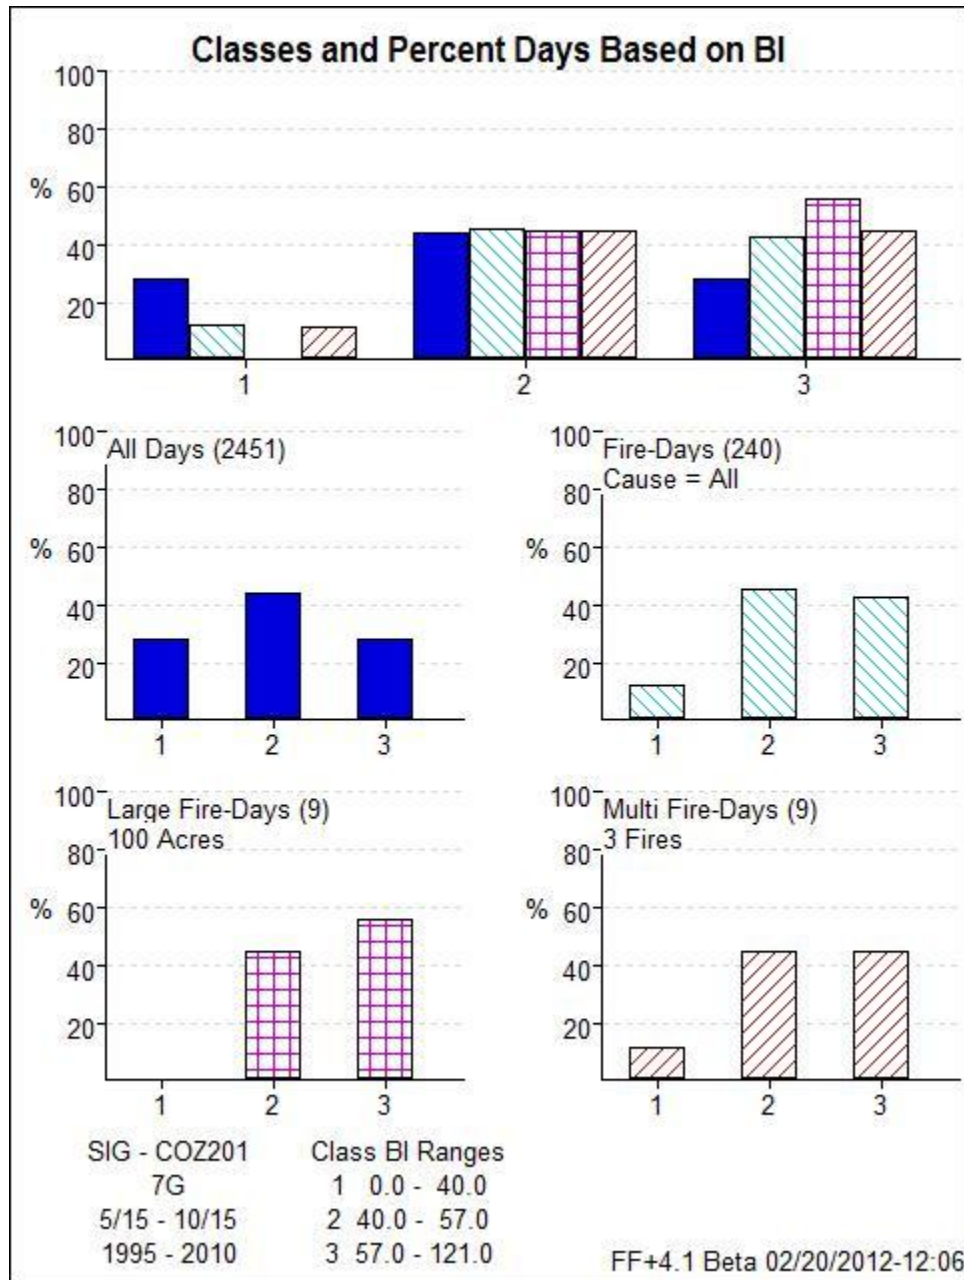 Classes and Percent Days Based on BI
100
80
% 60
40
20
1 2 3
100 All Days (2451)
80
% 60
40
20
1 2 3
100 Fire-Days (240)
80 Cause = All
% 60
40
20
1 2 3
100 Large Fire-Days (9)
100 Acres
80
% 60
40
20
1 2 3
100 Multi Fire-Days (9)
3 Fires
80
% 60
40
20
1 2 3
SIG - COZ201
7G
5/15 - 10/15
1995 - 2010
Class BI Ranges
1 0.0 - 40.0
2 40.0 - 57.0
3 57.0 - 121.0
FF+4.1 Beta 02/20/2012-12:06